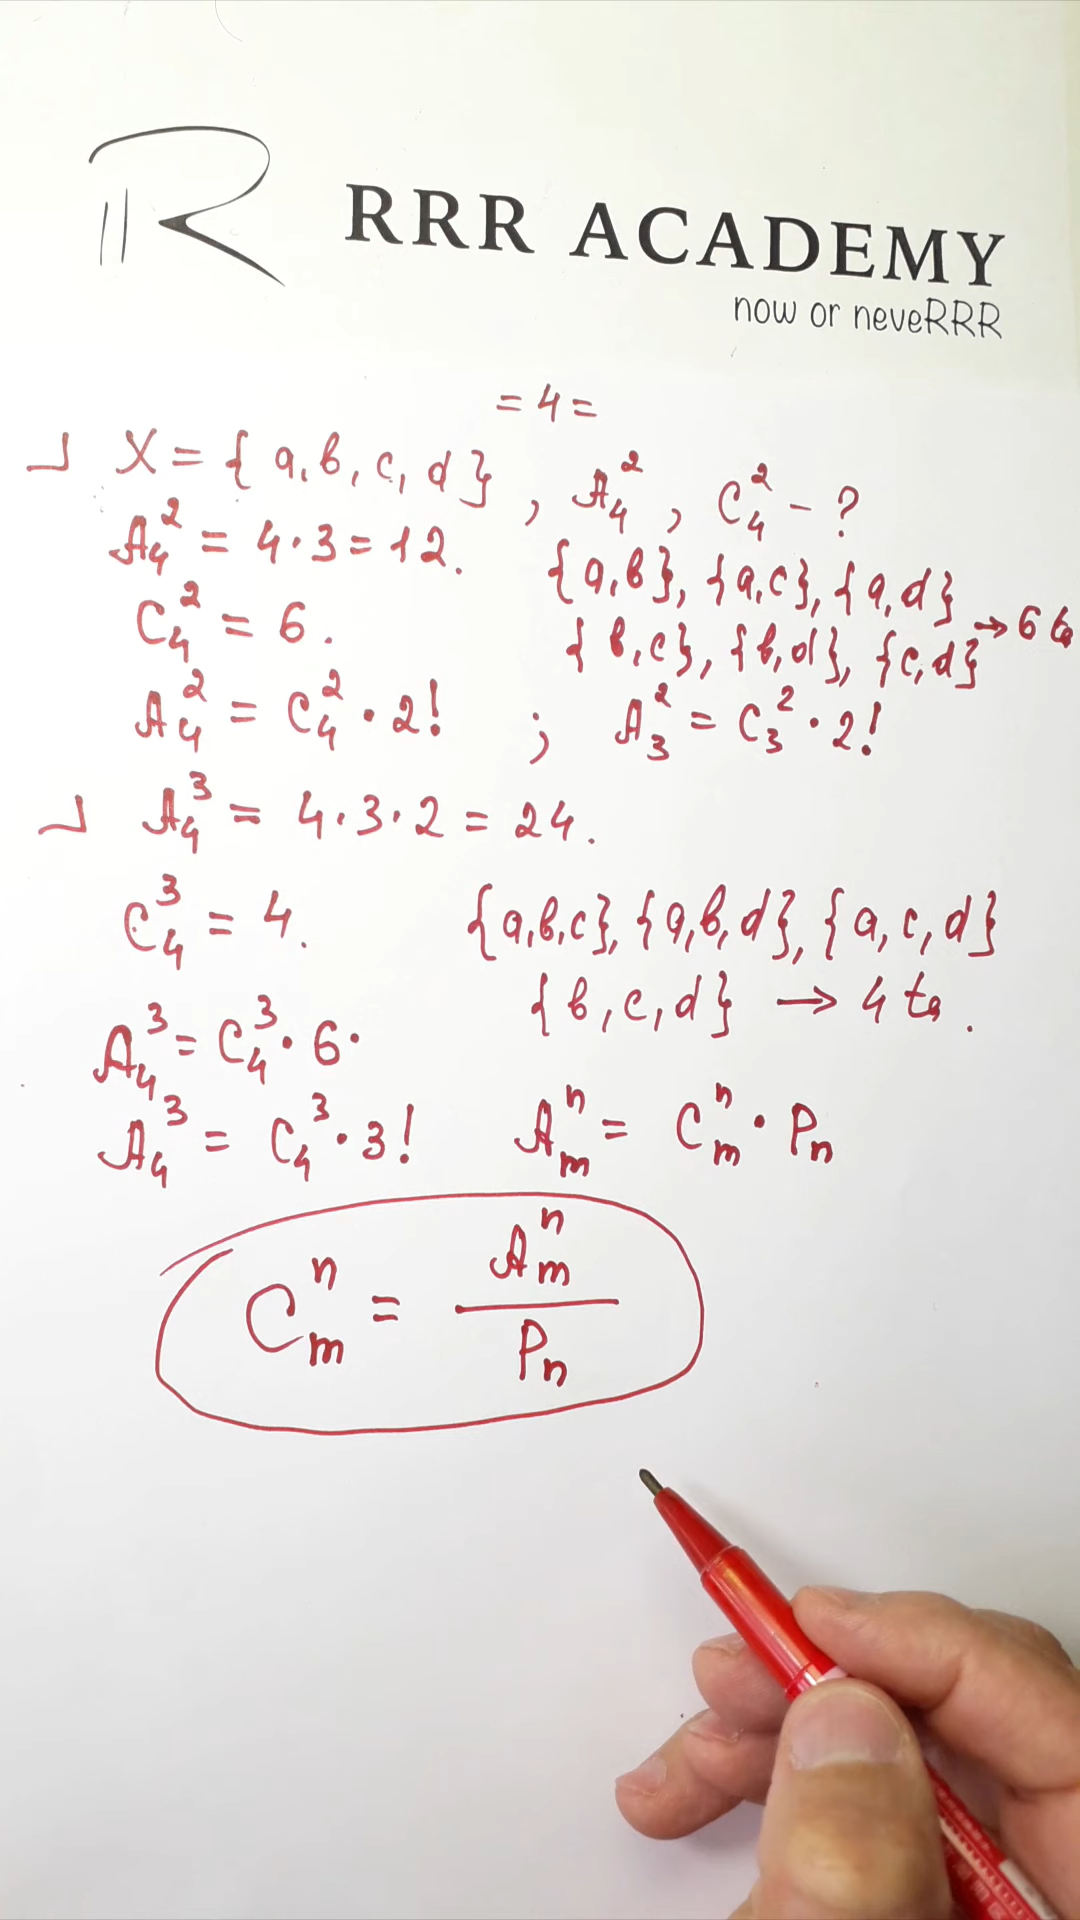 RRR ACADEMY
now or neveRRR
= 4 =
X = { a, b, c, d } , A₄² , C₄² - ?
A₄² = 4 · 3 = 12.
{a, b}, {a, c}, {a, d}
C₄² = 6 .
{ b, c}, {b, d}, {c, d} → 6 ta
A₄² = C₄² · 2! ; A₃² = C₃² · 2!
A₄³ = 4 · 3 · 2 = 24.
C₄³ = 4. {a, b, c}, {a, b, d}, {a, c, d}
{b, c, d} → 4 ta .
A₄³ = C₄³ · 6 ·
A₄³ = C₄³ · 3! Aₘⁿ = Cₘⁿ · Pₙ
Cₘⁿ = Aₘⁿ / Pₙ